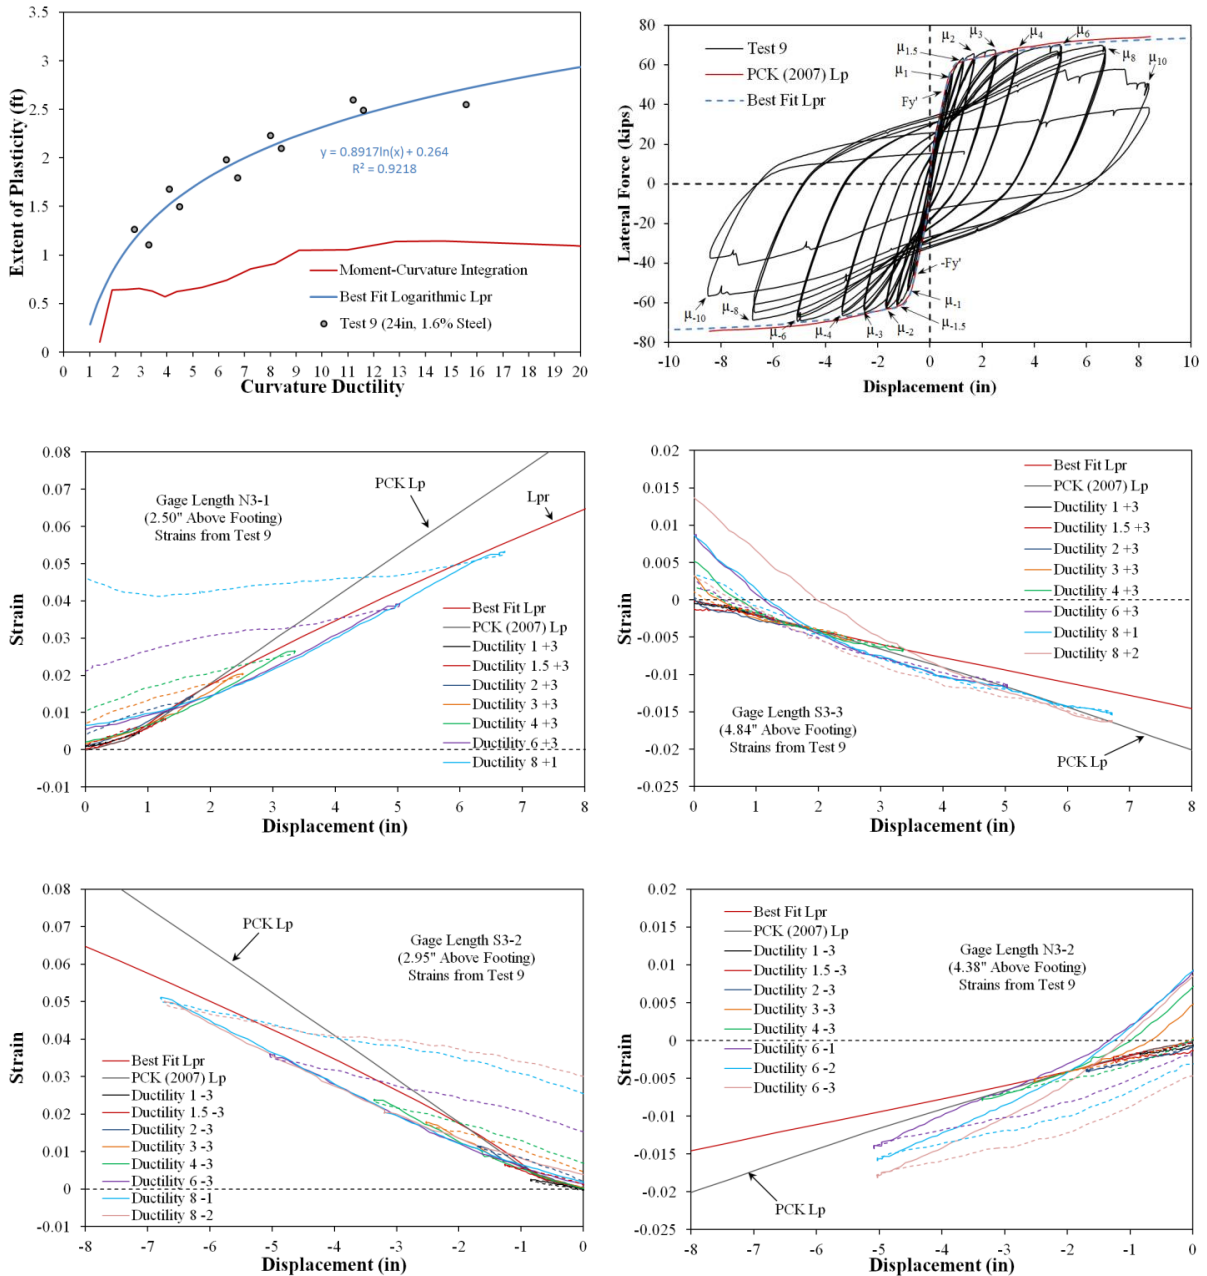 3.5
3
2.5
2
1.5
1
0.5
0
Extent of Plasticity (ft)
y = 0.8917ln(x) + 0.264
R² = 0.9218
Moment-Curvature Integration
Best Fit Logarithmic Lpr
Test 9 (24in, 1.6% Steel)
0 1 2 3 4 5 6 7 8 9 10 11 12 13 14 15 16 17 18 19 20
Curvature Ductility
80
60
40
20
0
-20
-40
-60
-80
Lateral Force (kips)
Test 9
PCK (2007) Lp
Best Fit Lpr
μ1.5 μ2 μ3 μ4 μ6
μ8
μ10
μ1
Fy'
-Fy'
μ-1
μ-1.5
μ-10
μ-8
μ-6 μ-4 μ-3 μ-2
-10 -8 -6 -4 -2 0 2 4 6 8 10
Displacement (in)
0.08
0.07
0.06
0.05
0.04
0.03
0.02
0.01
0
-0.01
Strain
Gage Length N3-1
(2.50" Above Footing)
Strains from Test 9
PCK Lp
Lpr
Best Fit Lpr
PCK (2007) Lp
Ductility 1 +3
Ductility 1.5 +3
Ductility 2 +3
Ductility 3 +3
Ductility 4 +3
Ductility 6 +3
Ductility 8 +1
0 1 2 3 4 5 6 7 8
Displacement (in)
0.02
0.015
0.01
0.005
0
-0.005
-0.01
-0.015
-0.02
-0.025
Strain
Best Fit Lpr
PCK (2007) Lp
Ductility 1 +3
Ductility 1.5 +3
Ductility 2 +3
Ductility 3 +3
Ductility 4 +3
Ductility 6 +3
Ductility 8 +1
Ductility 8 +2
Gage Length S3-3
(4.84" Above Footing)
Strains from Test 9
PCK Lp
0 1 2 3 4 5 6 7 8
Displacement (in)
0.08
0.07
0.06
0.05
0.04
0.03
0.02
0.01
0
-0.01
Strain
PCK Lp
Gage Length S3-2
(2.95" Above Footing)
Strains from Test 9
Best Fit Lpr
PCK (2007) Lp
Ductility 1 -3
Ductility 1.5 -3
Ductility 2 -3
Ductility 3 -3
Ductility 4 -3
Ductility 6 -3
Ductility 8 -1
Ductility 8 -2
-8 -7 -6 -5 -4 -3 -2 -1 0
Displacement (in)
0.02
0.015
0.01
0.005
0
-0.005
-0.01
-0.015
-0.02
-0.025
Strain
Best Fit Lpr
PCK (2007) Lp
Ductility 1 -3
Ductility 1.5 -3
Ductility 2 -3
Ductility 3 -3
Ductility 4 -3
Ductility 6 -1
Ductility 6 -2
Ductility 6 -3
Gage Length N3-2
(4.38" Above Footing)
Strains from Test 9
PCK Lp
-8 -7 -6 -5 -4 -3 -2 -1 0
Displacement (in)